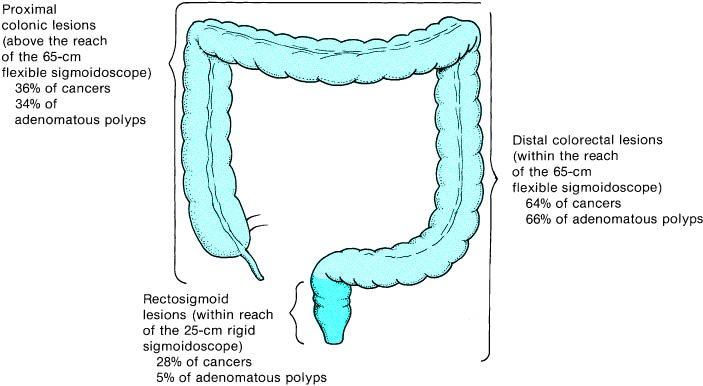 Proximal
colonic lesions
(above the reach
of the 65-cm
flexible sigmoidoscope)
36% of cancers
34% of
adenomatous polyps
Distal colorectal lesions
(within the reach
of the 65-cm
flexible sigmoidoscope)
64% of cancers
66% of adenomatous polyps
Rectosigmoid
lesions (within reach
of the 25-cm rigid
sigmoidoscope)
28% of cancers
5% of adenomatous polyps